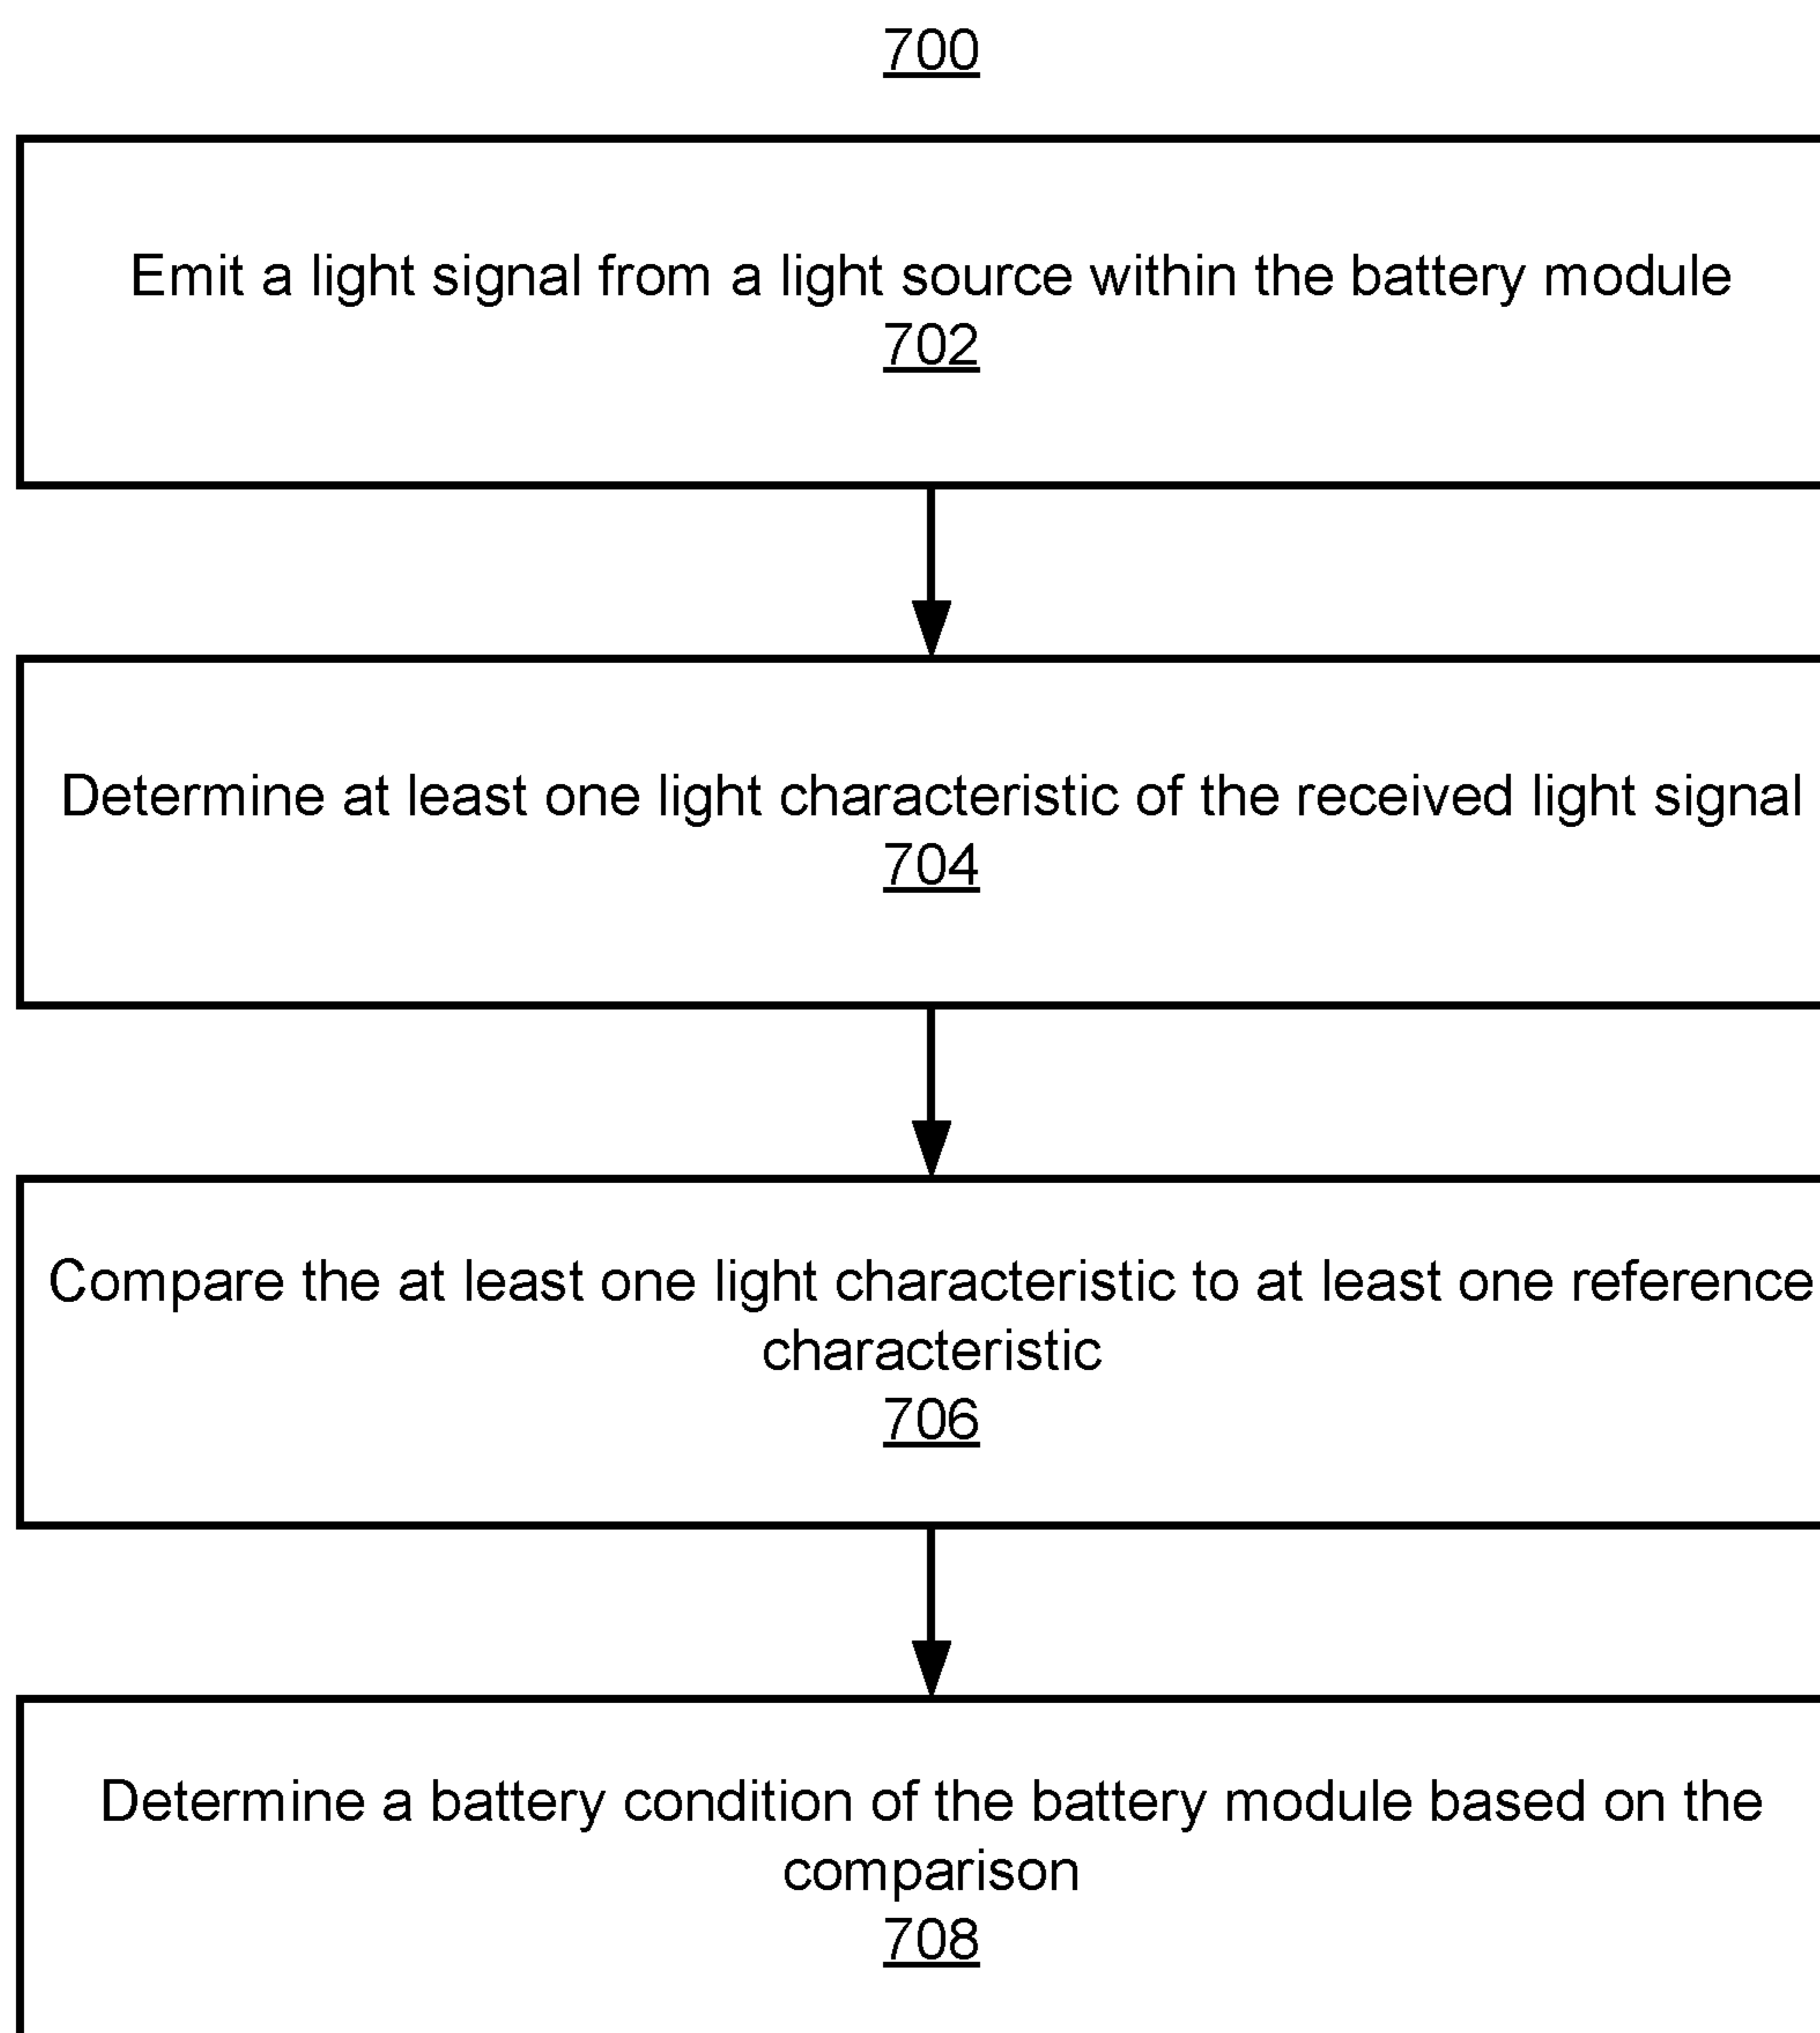 700
Emit a light signal from a light source within the battery module
702
Determine at least one light characteristic of the received light signal
704
Compare the at least one light characteristic to at least one reference
characteristic
706
Determine a battery condition of the battery module based on the
comparison
708